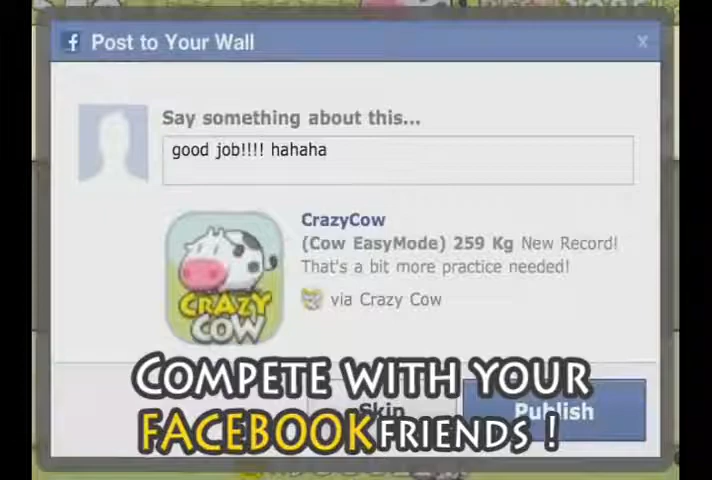 Post to Your Wall
x
Say something about this...
good job!!!! hahaha
CrazyCow
(Cow EasyMode) 259 Kg New Record!
That's a bit more practice needed!
via Crazy Cow
CRAZY
COW
Skip
Publish
COMPETE WITH YOUR
FACEBOOK FRIENDS !